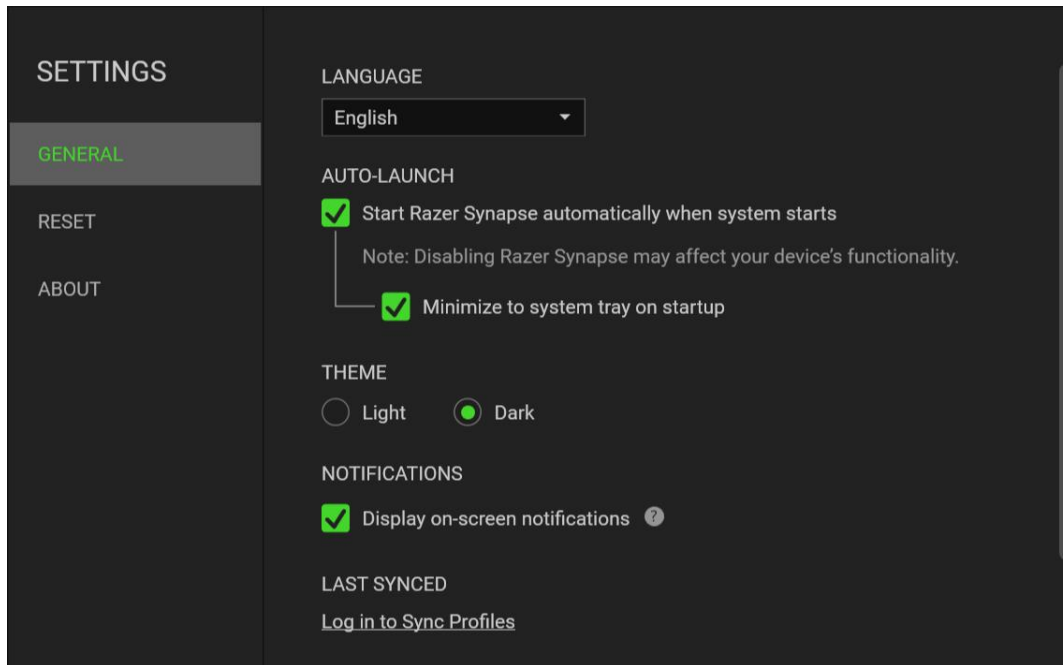 SETTINGS
GENERAL
RESET
ABOUT
LANGUAGE
English
AUTO-LAUNCH
Start Razer Synapse automatically when system starts
Note: Disabling Razer Synapse may affect your device’s functionality.
Minimize to system tray on startup
THEME
Light Dark
NOTIFICATIONS
Display on-screen notifications ?
LAST SYNCED
Log in to Sync Profiles